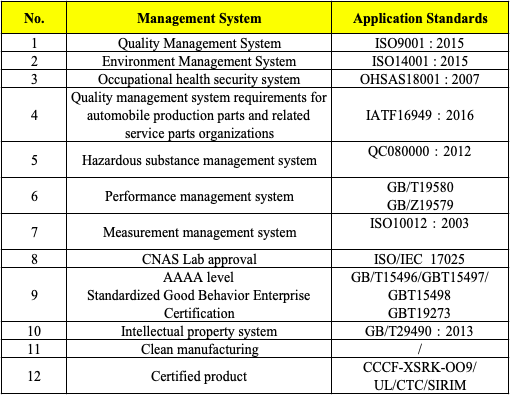 No. Management System Application Standards
1 Quality Management System ISO9001：2015
2 Environment Management System ISO14001：2015
3 Occupational health security system OHSAS18001：2007
4 Quality management system requirements for
automobile production parts and related
service parts organizations
IATF16949：2016
5 Hazardous substance management system QC080000：2012
6 Performance management system GB/T19580
GB/Z19579
7 Measurement management system ISO10012：2003
8 CNAS Lab approval ISO/IEC 17025
9 AAAA level
Standardized Good Behavior Enterprise
Certification
GB/T15496/GBT15497/
GBT15498
GBT19273
10 Intellectual property system GB/T29490：2013
11 Clean manufacturing /
12 Certified product CCCF-XSRK-OO9/
UL/CTC/SIRIM